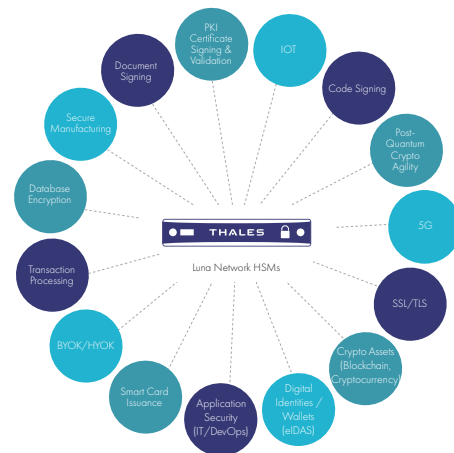 PKI
Certificate
Signing &
Validation
IOT
Code Signing
Post-
Quantum
Crypto
Agility
5G
SSL/TLS
Crypto Assets
(Blockchain,
Cryptocurrency)
Digital
Identities /
Wallets
(eIDAS)
Application
Security
(IT/DevOps)
Smart Card
Issuance
BYOK/HYOK
Transaction
Processing
Database
Encryption
Secure
Manufacturing
Document
Signing
THALES
Luna Network HSMs